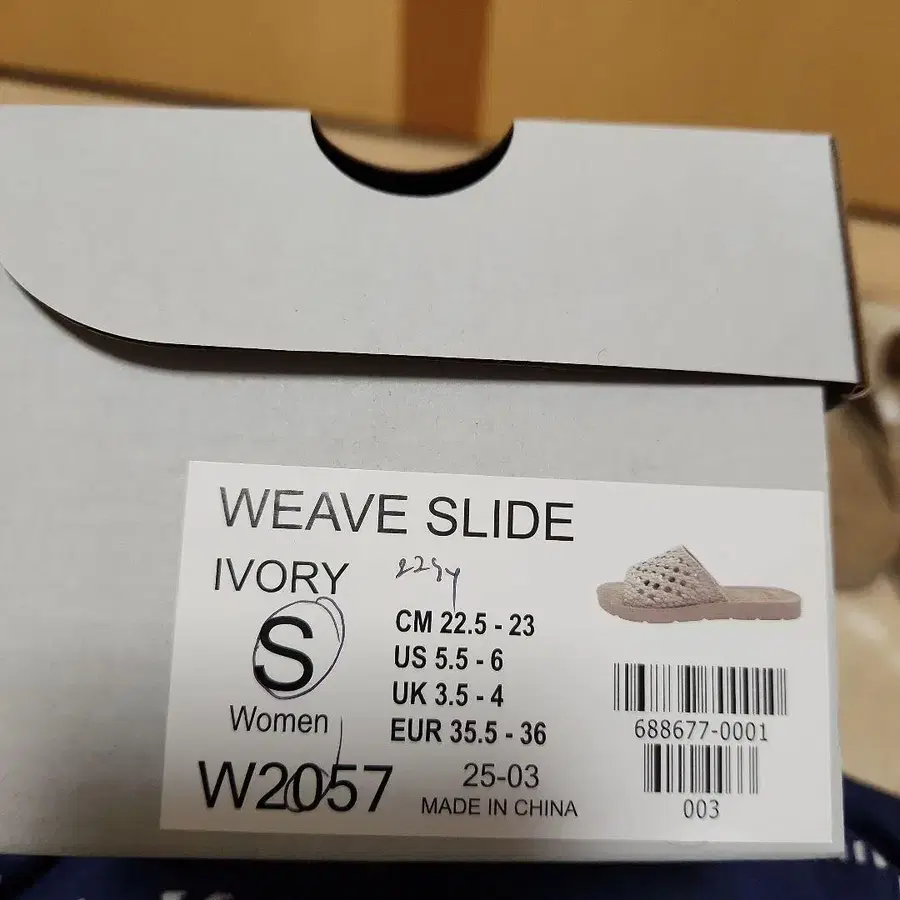 WEAVE SLIDE
IVORY
S
Women
W2057
CM 22.5 - 23
US 5.5 - 6
UK 3.5 - 4
EUR 35.5 - 36
25-03
MADE IN CHINA
688677-0001
003